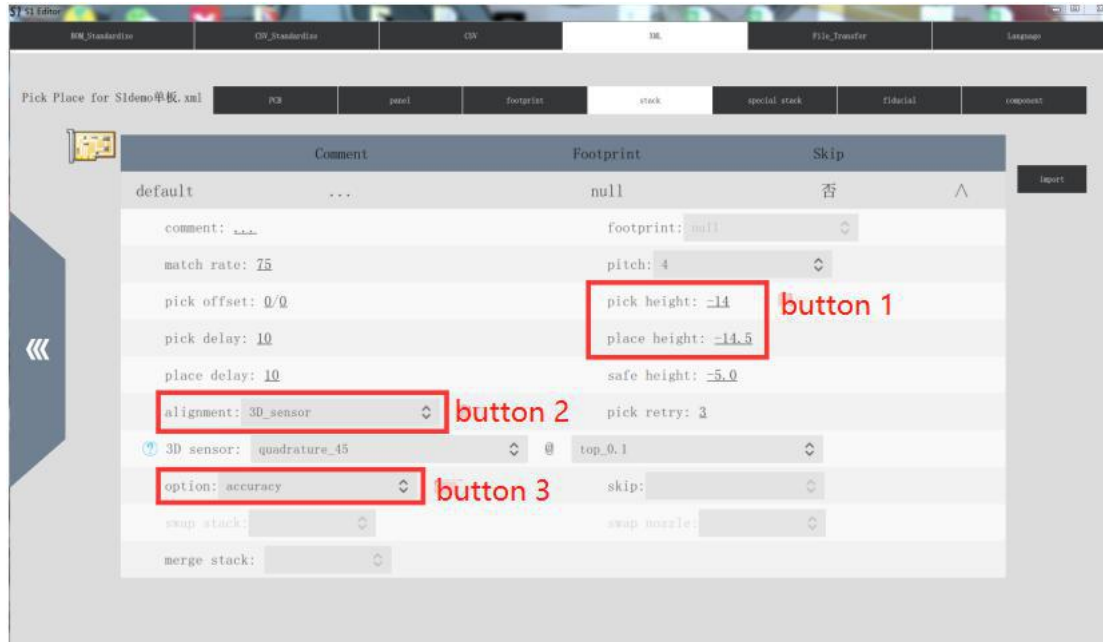 S1 Editor
BOM_Standardize CSV_Standardize CSV XML File_Transfer Language
Pick Place for S1demo单板.xml PCB panel footprint stack special stack fiducial component
Comment Footprint Skip
Import
default ... null 否
comment: ... footprint: null
match rate: 75 pitch: 4
pick offset: 0/0 pick height: -14
button 1
pick delay: 10 place height: -14.5
place delay: 10 safe height: -5.0
alignment: 3D_sensor button 2 pick retry: 3
3D sensor: quadrature_45 @ top_0.1
option: accuracy button 3 skip:
swap stack: swap nozzle:
merge stack: